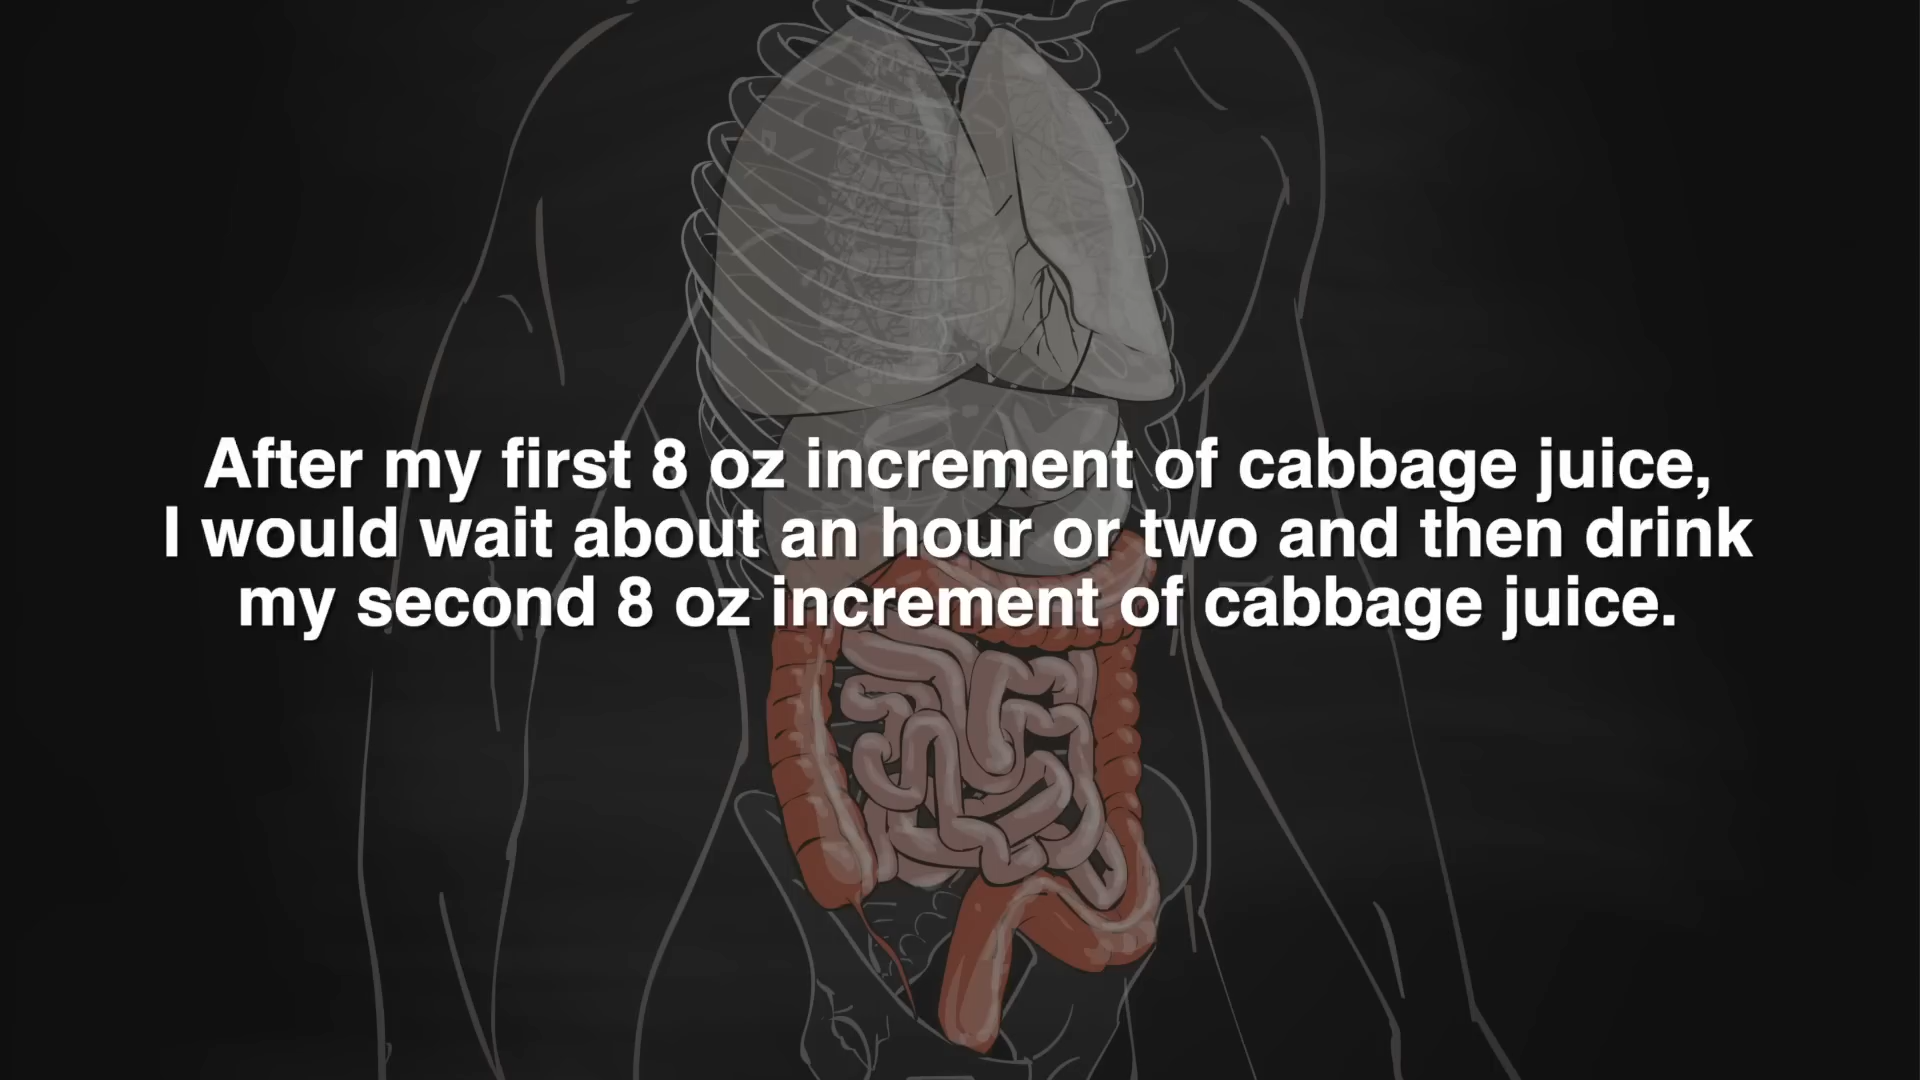 After my first 8 oz increment of cabbage juice,
I would wait about an hour or two and then drink
my second 8 oz increment of cabbage juice.